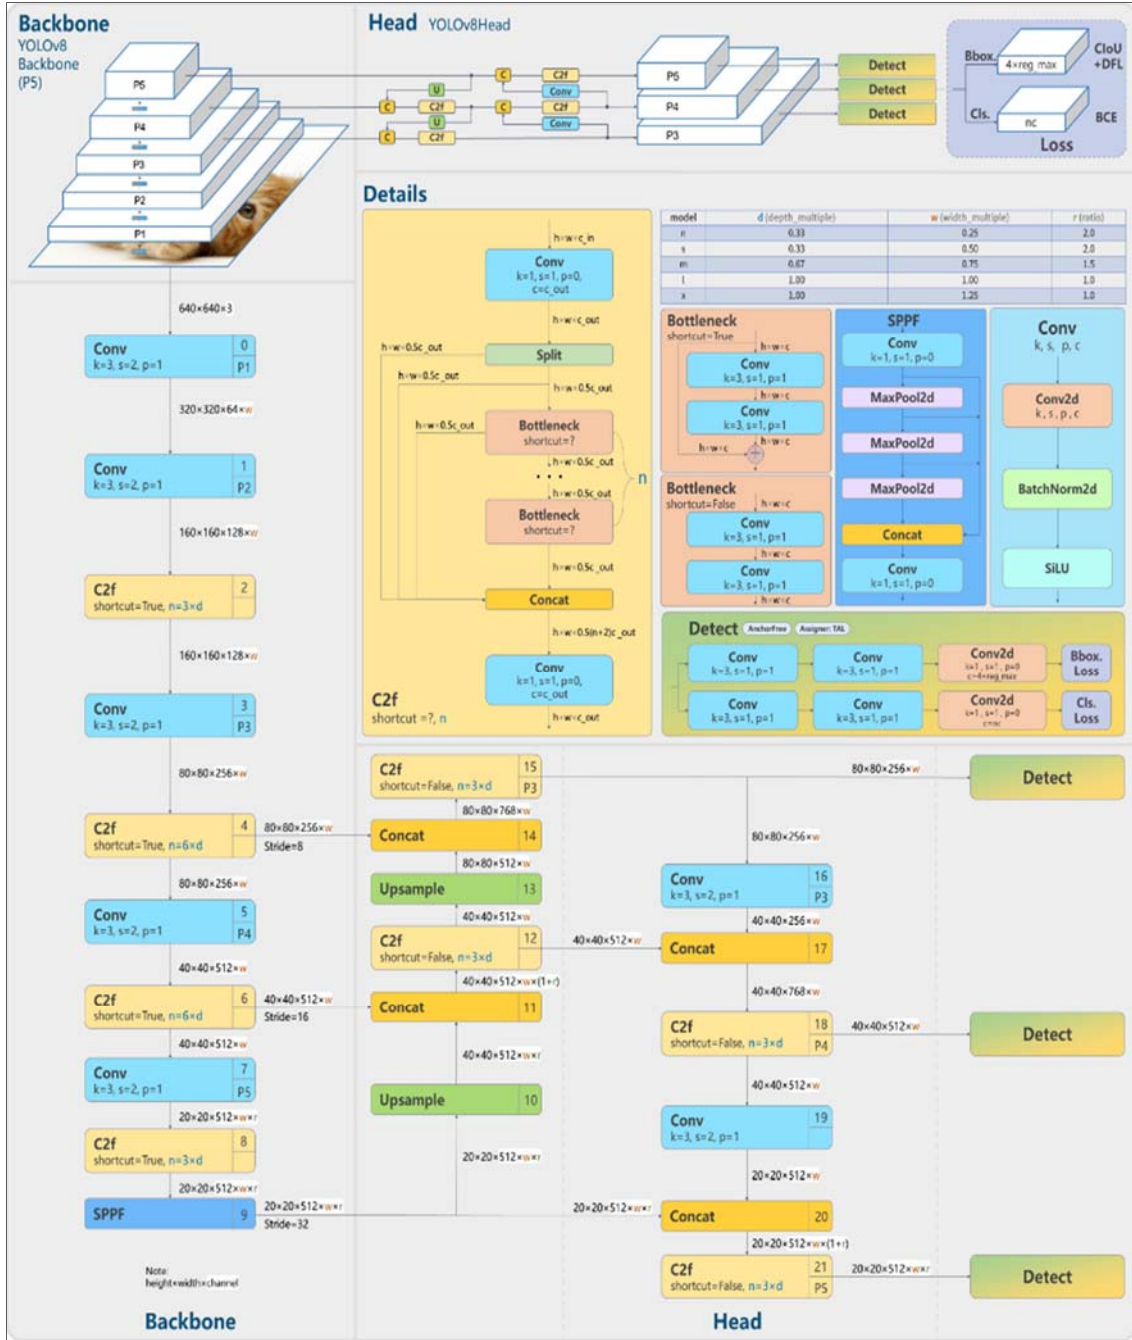 Backbone
YOLOv8
Backbone
(P5)
P5
P4
P3
P2
P1
Head YOLOv8Head
C
C2f
U
C
Conv
C
C2f
C
C2f
U
Conv
C
C2f
P5
P4
P3
Detect
Detect
Detect
Bbox.
4×reg_max
CIoU
+DFL
Cls.
nc
BCE
Loss
Details
h×w×c_in
Conv
k=1, s=1, p=0,
c=c_out
h×w×c_out
h×w×0.5c_out
Split
h×w×0.5c_out
h×w×0.5c_out
h×w×0.5c_out
Bottleneck
shortcut=?
h×w×0.5c_out
...
n
h×w×0.5c_out
Bottleneck
shortcut=?
h×w×0.5c_out
Concat
h×w×0.5(n+2)c_out
Conv
k=1, s=1, p=0,
c=c_out
C2f
shortcut =?, n
h×w×c_out
model d (depth_multiple) w (width_multiple) r (ratio)
n 0.33 0.25 2.0
s 0.33 0.50 2.0
m 0.67 0.75 1.5
l 1.00 1.00 1.0
x 1.00 1.25 1.0
Bottleneck
shortcut=True
h×w×c
Conv
k=3, s=1, p=1
h×w×c
Conv
k=3, s=1, p=1
h×w×c
h×w×c
+
Bottleneck
shortcut=False
h×w×c
Conv
k=3, s=1, p=1
h×w×c
Conv
k=3, s=1, p=1
h×w×c
SPPF
Conv
k=1, s=1, p=0
MaxPool2d
MaxPool2d
MaxPool2d
Concat
Conv
k=1, s=1, p=0
Conv
k, s, p, c
Conv2d
k, s, p, c
BatchNorm2d
SiLU
Detect AnchorFree Assigner: TAL
Conv
k=3, s=1, p=1
Conv
k=3, s=1, p=1
Conv2d
k=1, s=1, p=0
c=4×reg_max
Bbox.
Loss
Conv
k=3, s=1, p=1
Conv
k=3, s=1, p=1
Conv2d
k=1, s=1, p=0
c=nc
Cls.
Loss
640×640×3
Conv
k=3, s=2, p=1
0
P1
320×320×64×w
Conv
k=3, s=2, p=1
1
P2
160×160×128×w
C2f
shortcut=True, n=3×d
2
160×160×128×w
Conv
k=3, s=2, p=1
3
P3
80×80×256×w
C2f
shortcut=True, n=6×d
4
80×80×256×w
Stride=8
80×80×256×w
Conv
k=3, s=2, p=1
5
P4
40×40×512×w
C2f
shortcut=True, n=6×d
6
40×40×512×w
Stride=16
40×40×512×w
Conv
k=3, s=2, p=1
7
P5
20×20×512×w×r
C2f
shortcut=True, n=3×d
8
20×20×512×w×r
SPPF
9
20×20×512×w×r
Stride=32
Note:
height×width×channel
Backbone
C2f
shortcut=False, n=3×d
15
P3
80×80×768×w
Concat
14
80×80×512×w
Upsample
13
40×40×512×w
C2f
shortcut=False, n=3×d
12
40×40×512×w
40×40×512×w×(1+r)
Concat
11
40×40×512×w×r
Upsample
10
20×20×512×w×r
80×80×256×w
Detect
80×80×256×w
Conv
k=3, s=2, p=1
16
P3
40×40×256×w
Concat
17
40×40×768×w
C2f
shortcut=False, n=3×d
18
P4
40×40×512×w
Detect
40×40×512×w
Conv
k=3, s=2, p=1
19
20×20×512×w
20×20×512×w×r
Concat
20
20×20×512×w×(1+r)
C2f
shortcut=False, n=3×d
21
P5
20×20×512×w×r
Detect
Head